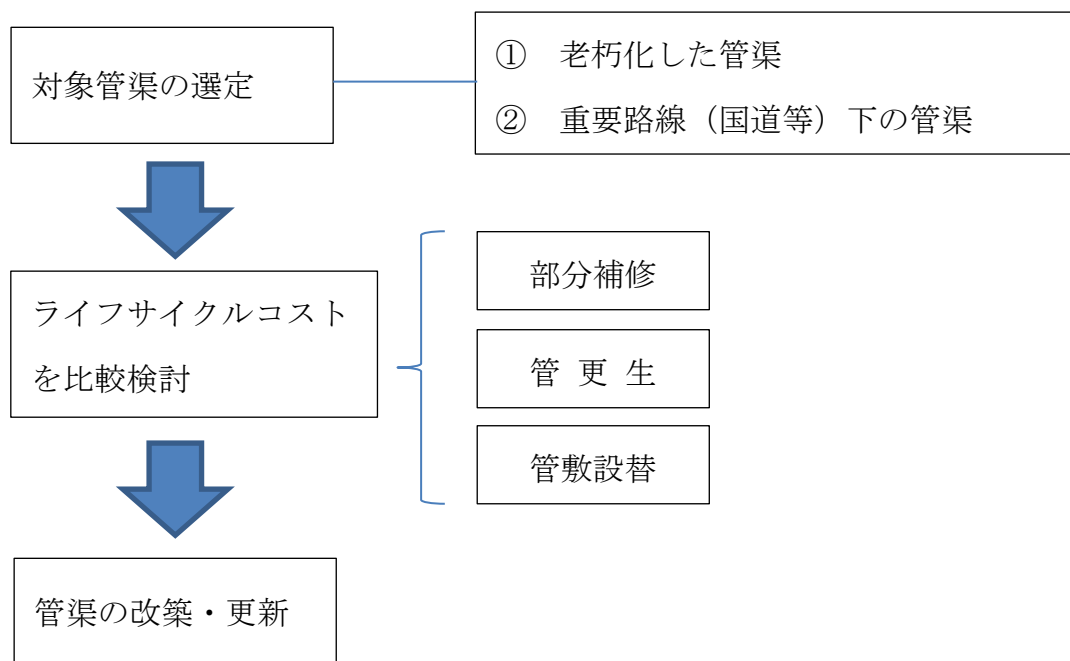 対象管渠の選定
① 老朽化した管渠
② 重要路線（国道等）下の管渠
ライフサイクルコスト
を比較検討
部分補修
管 更 生
管敷設替
管渠の改築・更新